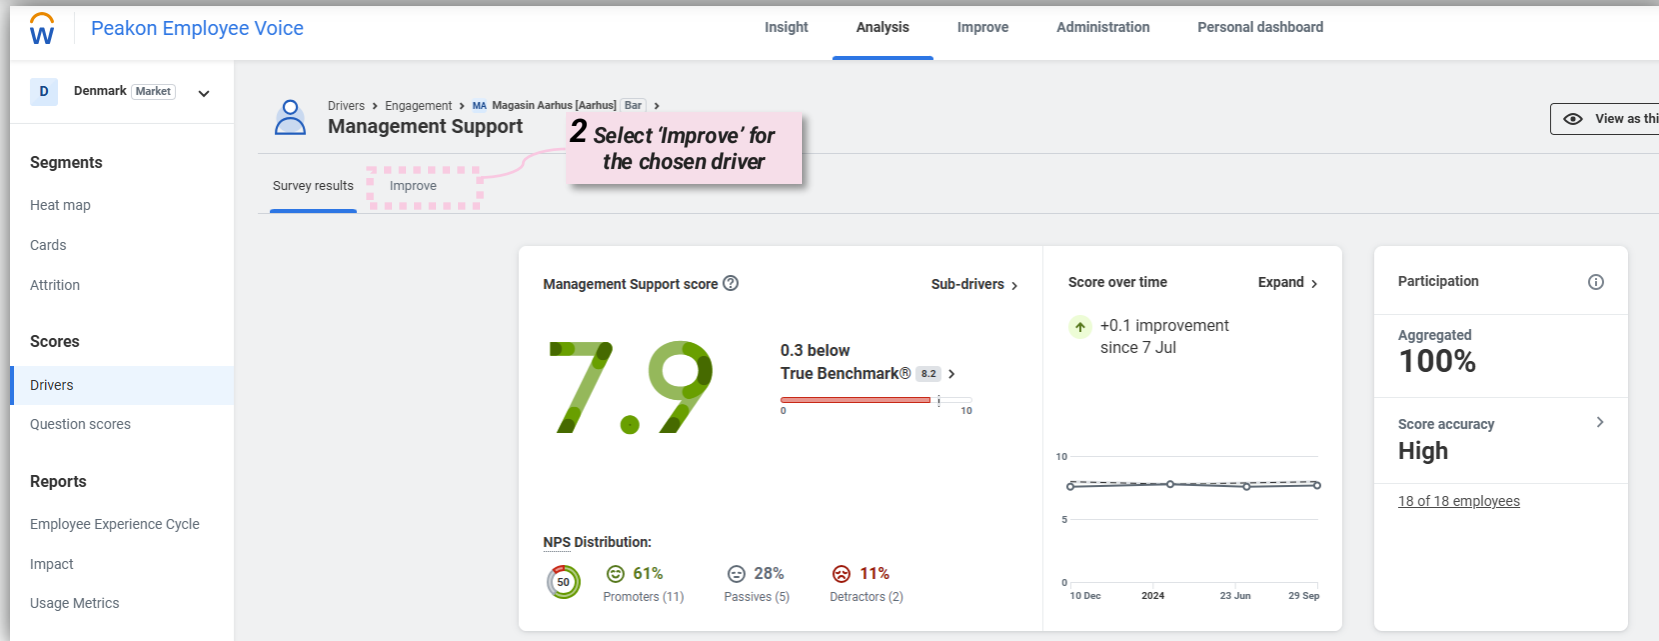 Peakon Employee Voice
Insight
Analysis
Improve
Administration
Personal dashboard
D
Denmark Market
Segments
Heat map
Cards
Attrition
Scores
Drivers
Question scores
Reports
Employee Experience Cycle
Impact
Usage Metrics
Drivers > Engagement > MA Magasin Aarhus [Aarhus] Bar >
Management Support
View as thi
2 Select ‘Improve’ for
the chosen driver
Survey results
Improve
Management Support score
Sub-drivers >
7.9
0.3 below
True Benchmark® 8.2 >
0 10
NPS Distribution:
50
61%
Promoters (11)
28%
Passives (5)
11%
Detractors (2)
Score over time
Expand >
+0.1 improvement
since 7 Jul
10
5
0
10 Dec 2024 23 Jun 29 Sep
Participation
Aggregated
100%
Score accuracy
High
18 of 18 employees